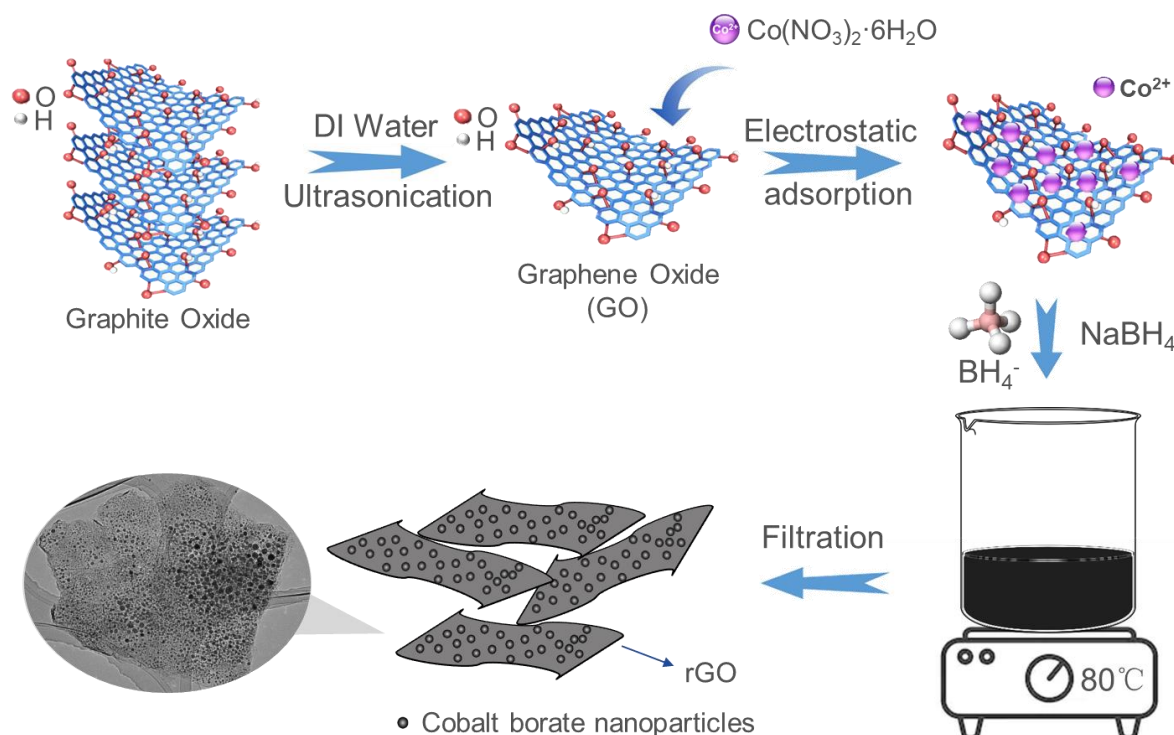 Co²⁺ Co(NO₃)₂·6H₂O
O
H
DI Water
Ultrasonication
O
H
Electrostatic
adsorption
Co²⁺
Graphite Oxide
Graphene Oxide
(GO)
BH₄⁻
NaBH₄
Filtration
80℃
rGO
Cobalt borate nanoparticles